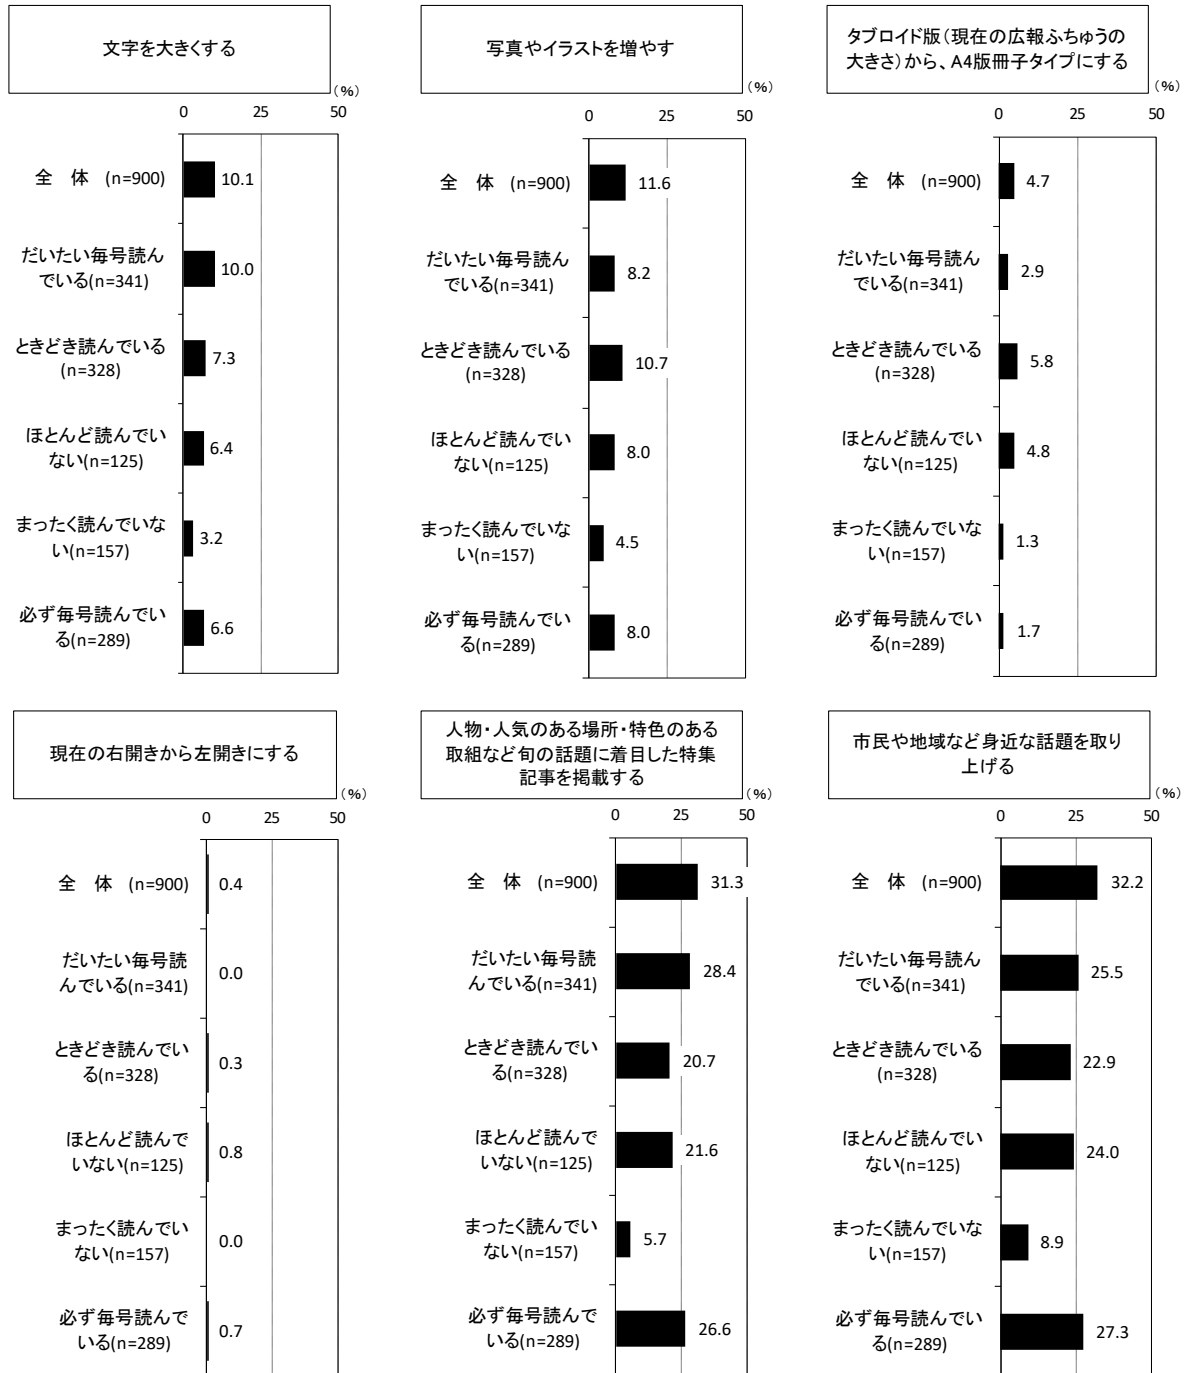 文字を大きくする
(%)
0 25 50
全　体　(n=900) 10.1
だいたい毎号読ん
でいる(n=341)
10.0
ときどき読んでいる
(n=328)
7.3
ほとんど読んでい
ない(n=125)
6.4
まったく読んでいな
い(n=157)
3.2
必ず毎号読んでい
る(n=289)
6.6
写真やイラストを増やす
(%)
0 25 50
全　体　(n=900) 11.6
だいたい毎号読ん
でいる(n=341)
8.2
ときどき読んでいる
(n=328)
10.7
ほとんど読んでい
ない(n=125)
8.0
まったく読んでいな
い(n=157)
4.5
必ず毎号読んでい
る(n=289)
8.0
タブロイド版(現在の広報ふちゅうの
大きさ)から、A4版冊子タイプにする
(%)
0 25 50
全　体　(n=900) 4.7
だいたい毎号読ん
でいる(n=341)
2.9
ときどき読んでいる
(n=328)
5.8
ほとんど読んでい
ない(n=125)
4.8
まったく読んでいな
い(n=157)
1.3
必ず毎号読んでい
る(n=289)
1.7
現在の右開きから左開きにする
(%)
0 25 50
全　体　(n=900) 0.4
だいたい毎号読
んでいる(n=341)
0.0
ときどき読んでい
る(n=328)
0.3
ほとんど読んで
いない(n=125)
0.8
まったく読んでい
ない(n=157)
0.0
必ず毎号読んで
いる(n=289)
0.7
人物・人気のある場所・特色のある
取組など旬の話題に着目した特集
記事を掲載する
(%)
0 25 50
全　体　(n=900) 31.3
だいたい毎号読
んでいる(n=341)
28.4
ときどき読んでい
る(n=328)
20.7
ほとんど読んで
いない(n=125)
21.6
まったく読んでい
ない(n=157)
5.7
必ず毎号読んで
いる(n=289)
26.6
市民や地域など身近な話題を取り
上げる
(%)
0 25 50
全　体　(n=900) 32.2
だいたい毎号読ん
でいる(n=341)
25.5
ときどき読んでいる
(n=328)
22.9
ほとんど読んでい
ない(n=125)
24.0
まったく読んでいな
い(n=157)
8.9
必ず毎号読んでい
る(n=289)
27.3